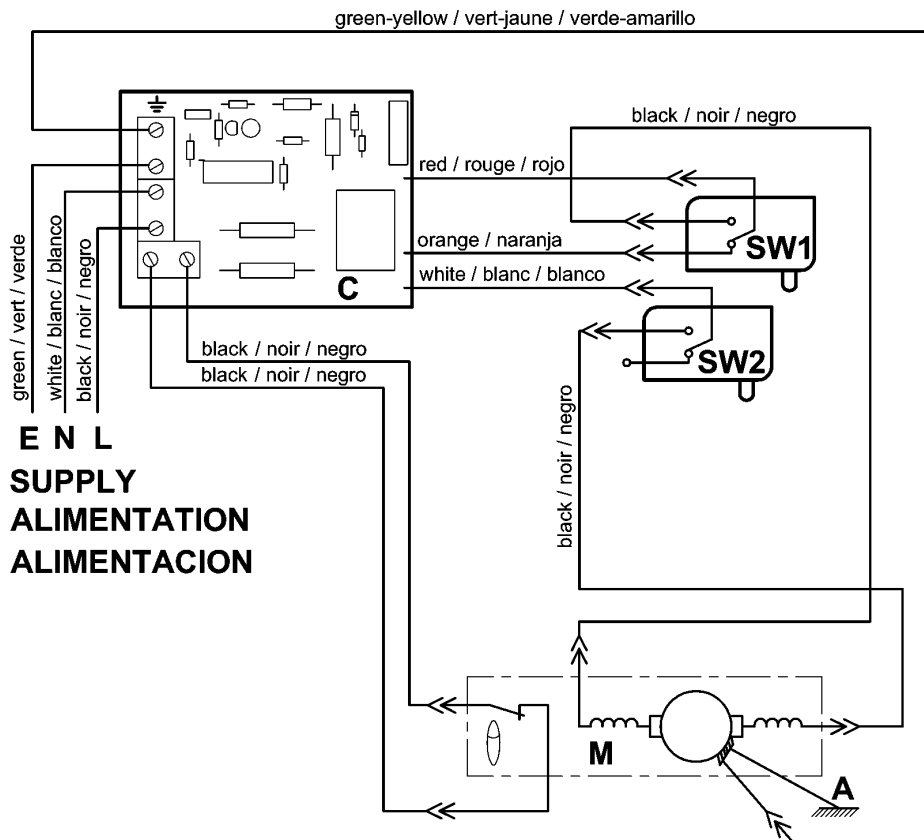 green-yellow / vert-jaune / verde-amarillo
black / noir / negro
red / rouge / rojo
orange / naranja
SW1
white / blanc / blanco
C
SW2
green / vert / verde
white / blanc / blanco
black / noir / negro
black / noir / negro
black / noir / negro
black / noir / negro
E N L
SUPPLY
ALIMENTATION
ALIMENTACION
M
A